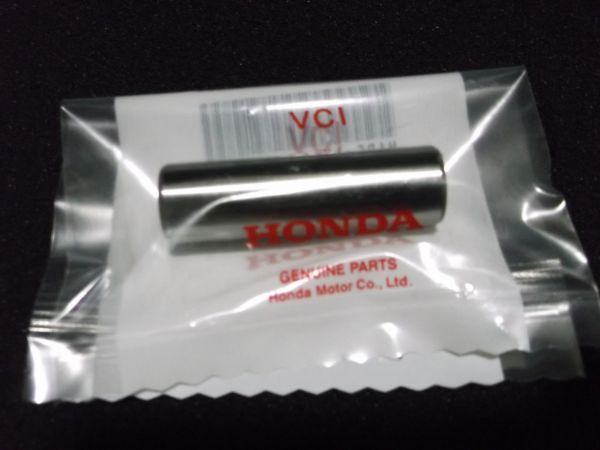 VCI
HONDA
GENUINE PARTS
Honda Motor Co., Ltd.